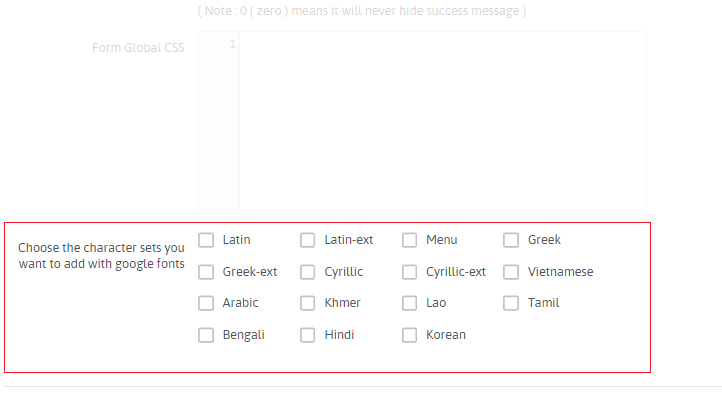 ( Note : 0 ( zero ) means it will never hide success message )
Form Global CSS
1
Choose the character sets you
want to add with google fonts
Latin
Latin-ext
Menu
Greek
Greek-ext
Cyrillic
Cyrillic-ext
Vietnamese
Arabic
Khmer
Lao
Tamil
Bengali
Hindi
Korean